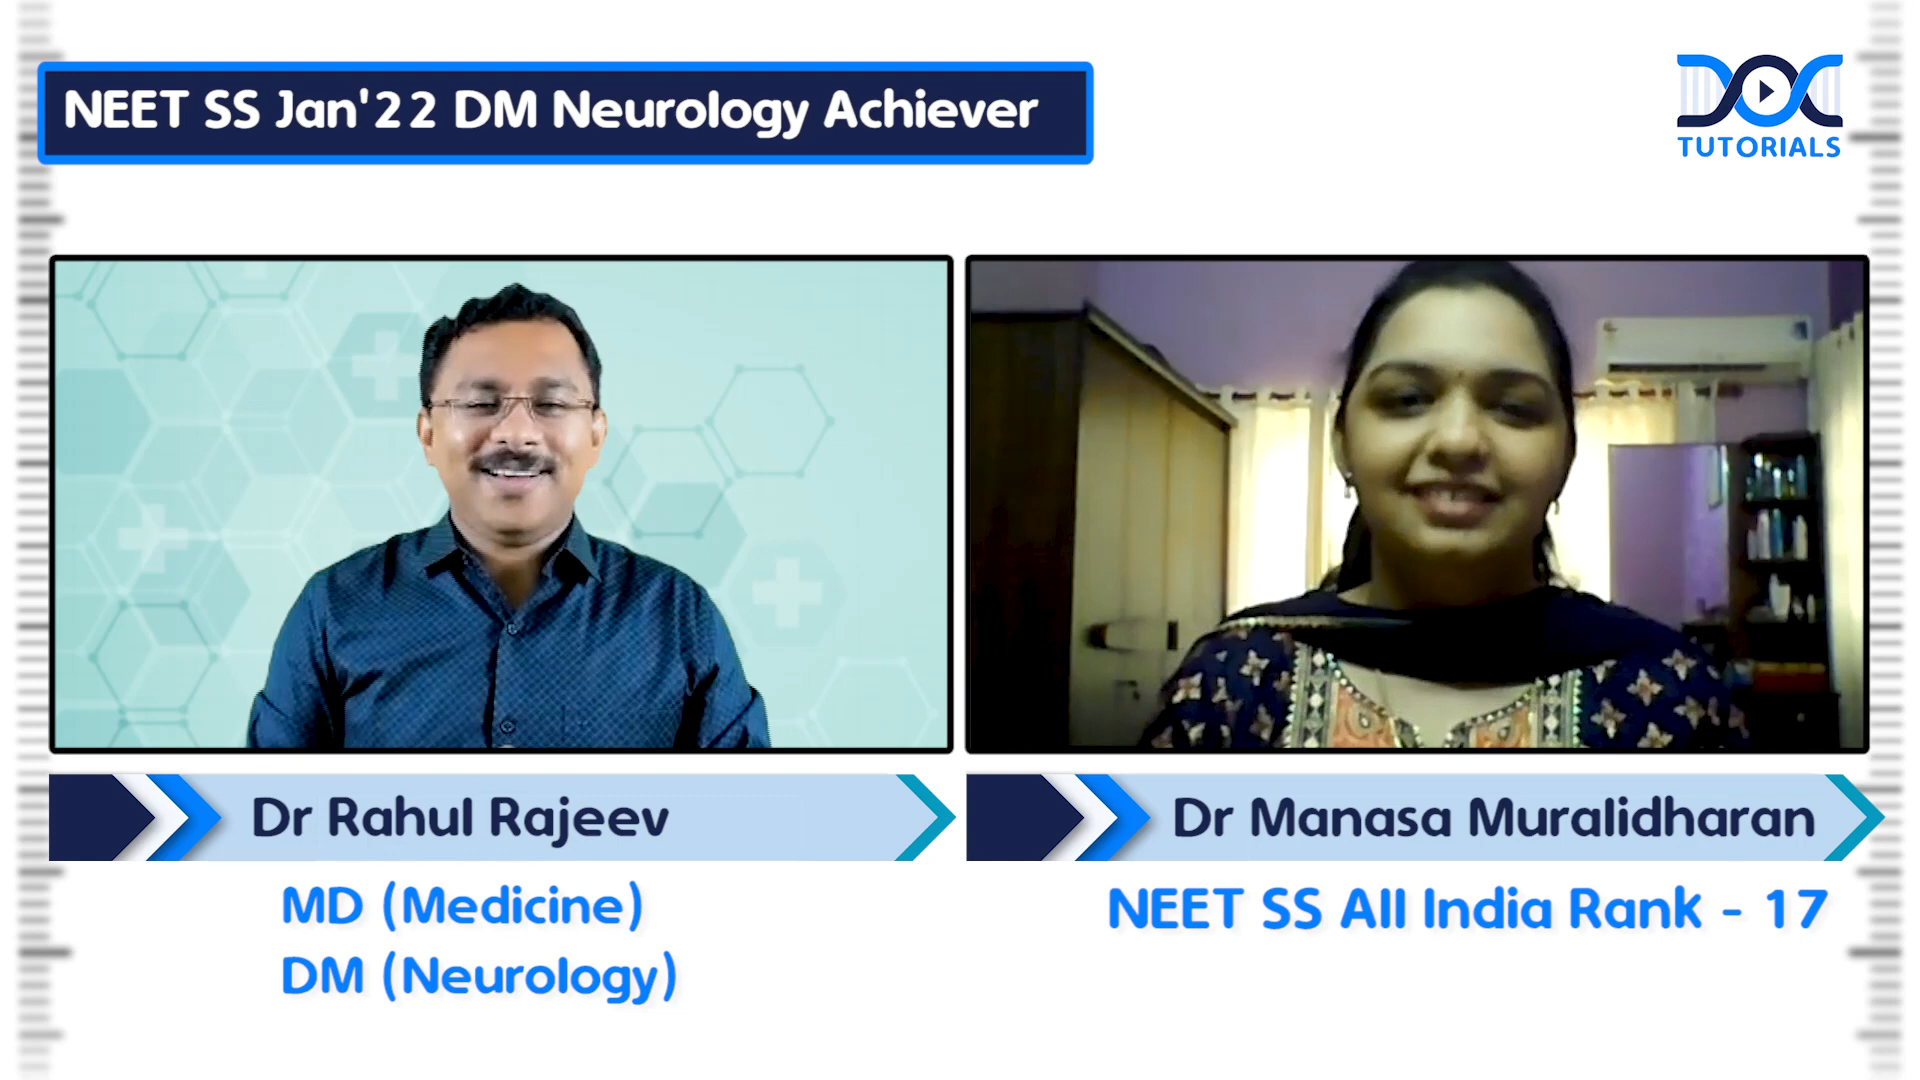 NEET SS Jan'22 DM Neurology Achiever
DOC
TUTORIALS
Dr Rahul Rajeev
MD (Medicine)
DM (Neurology)
Dr Manasa Muralidharan
NEET SS All India Rank - 17